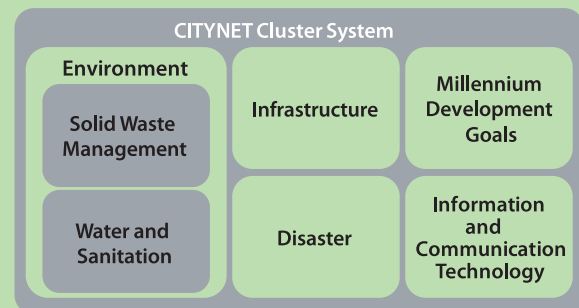 CITYNET Cluster System
Environment
Solid Waste
Management
Water and
Sanitation
Infrastructure
Disaster
Millennium
Development
Goals
Information
and
Communication
Technology